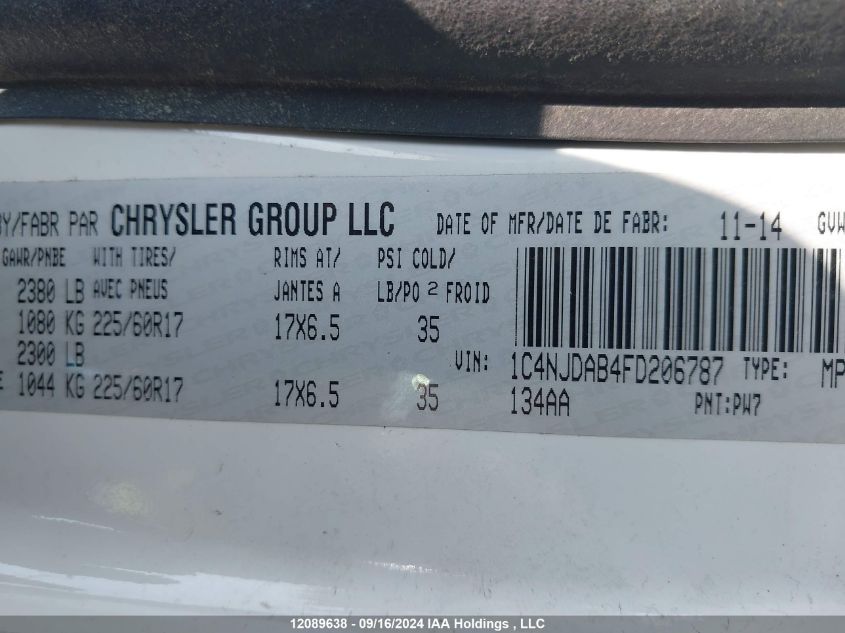 BY/FABR PAR CHRYSLER GROUP LLC DATE OF MFR/DATE DE FABR: 11-14 GVW
GAWR/PNBE WITH TIRES/ RIMS AT/ PSI COLD/
2380 LB AVEC PNEUS JANTES A LB/PO 2 FROID
1080 KG 225/60R17 17X6.5 35
2300 LB VIN: 1C4NJDAB4FD206787 TYPE: MP
E 1044 KG 225/60R17 17X6.5 35 134AA PNT:PW7
12089638 - 09/16/2024 IAA Holdings , LLC